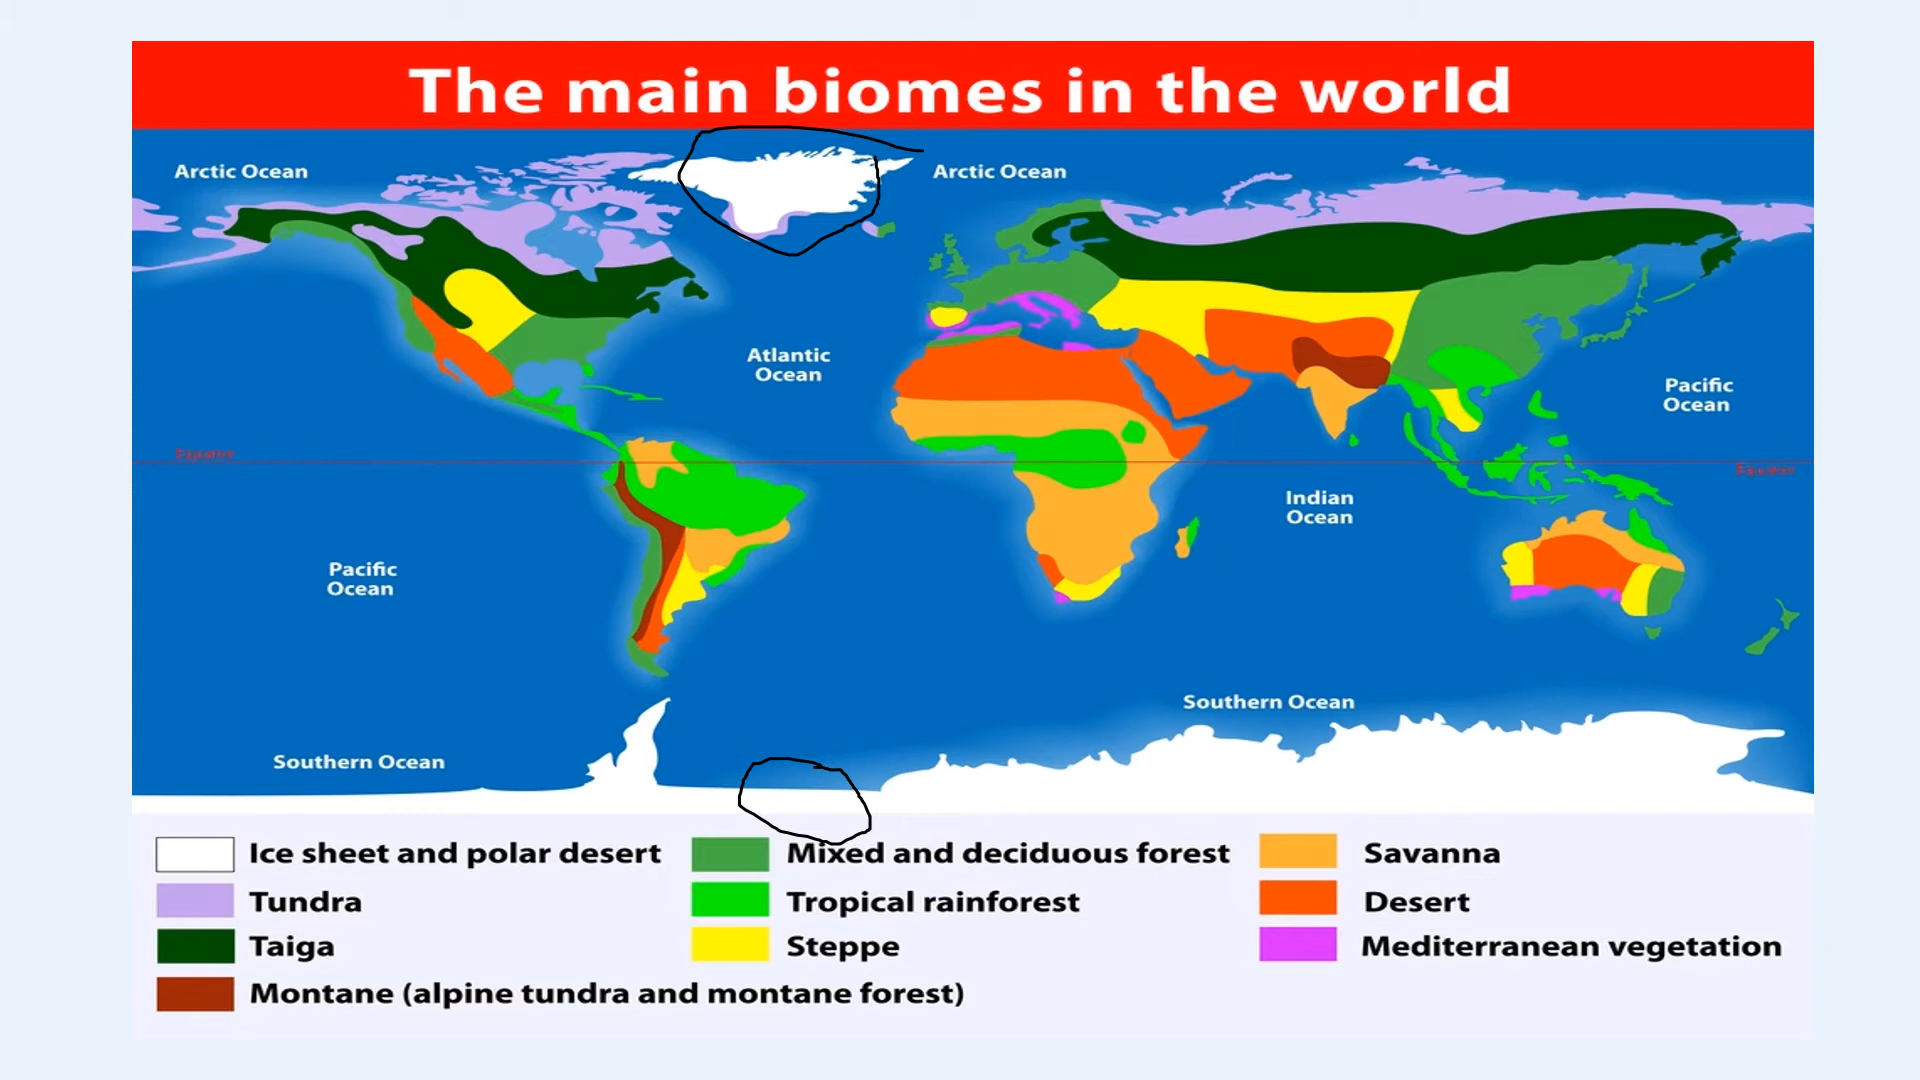 The main biomes in the world
Arctic Ocean
Arctic Ocean
Atlantic
Ocean
Pacific
Ocean
Equator
Equator
Indian
Ocean
Pacific
Ocean
Southern Ocean
Southern Ocean
Ice sheet and polar desert
Mixed and deciduous forest
Savanna
Tundra
Tropical rainforest
Desert
Taiga
Steppe
Mediterranean vegetation
Montane (alpine tundra and montane forest)